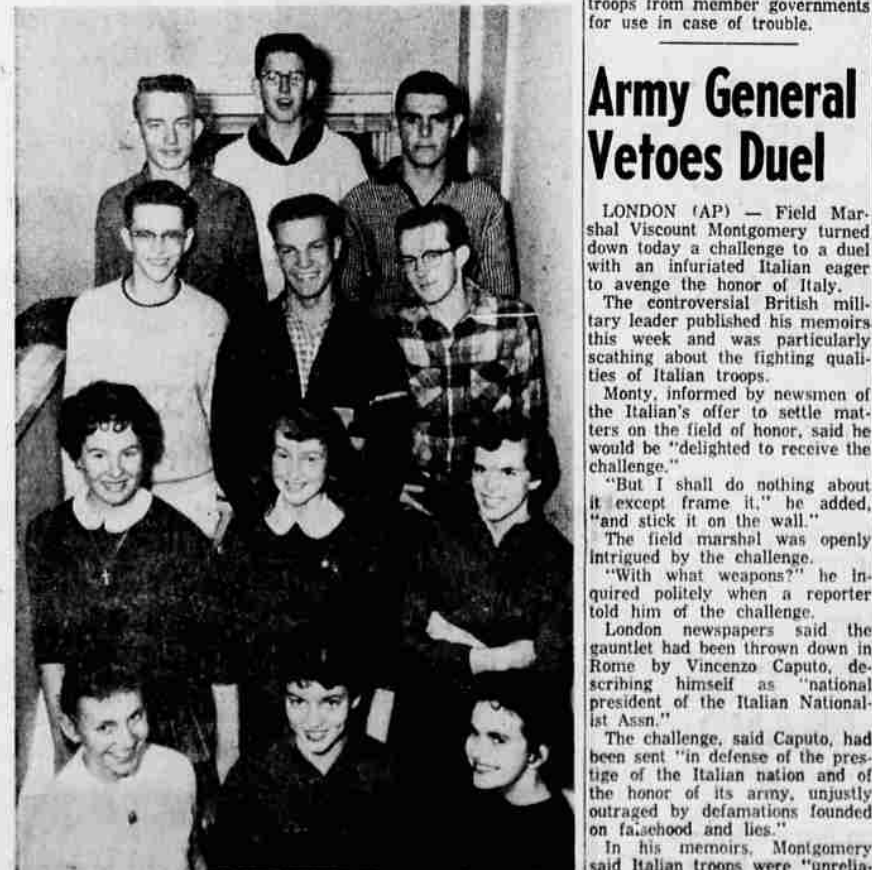 troops from member governments
for use in case of trouble.
Army General
Vetoes Duel
LONDON (AP) — Field Mar-
shal Viscount Montgomery turned
down today a challenge to a duel
with an infuriated Italian eager
to avenge the honor of Italy.
The controversial British mili-
tary leader published his memoirs
this week and was particularly
scathing about the fighting quali-
ties of Italian troops.
Monty, informed by newsmen of
the Italian's offer to settle mat-
ters on the field of honor, said he
would be "delighted to receive the
challenge."
"But I shall do nothing about
it except frame it," he added,
"and stick it on the wall."
The field marshal was openly
intrigued by the challenge.
"With what weapons?" he in-
quired politely when a reporter
told him of the challenge.
London newspapers said the
gauntlet had been thrown down in
Rome by Vincenzo Caputo, de-
scribing himself as "national
president of the Italian National-
ist Assn."
The challenge, said Caputo, had
been sent "in defense of the pres-
tige of the Italian nation and of
the honor of its army, unjustly
outraged by defamations founded
on falsehood and lies."
In his memoirs, Montgomery
said Italian troops were "unrelia-